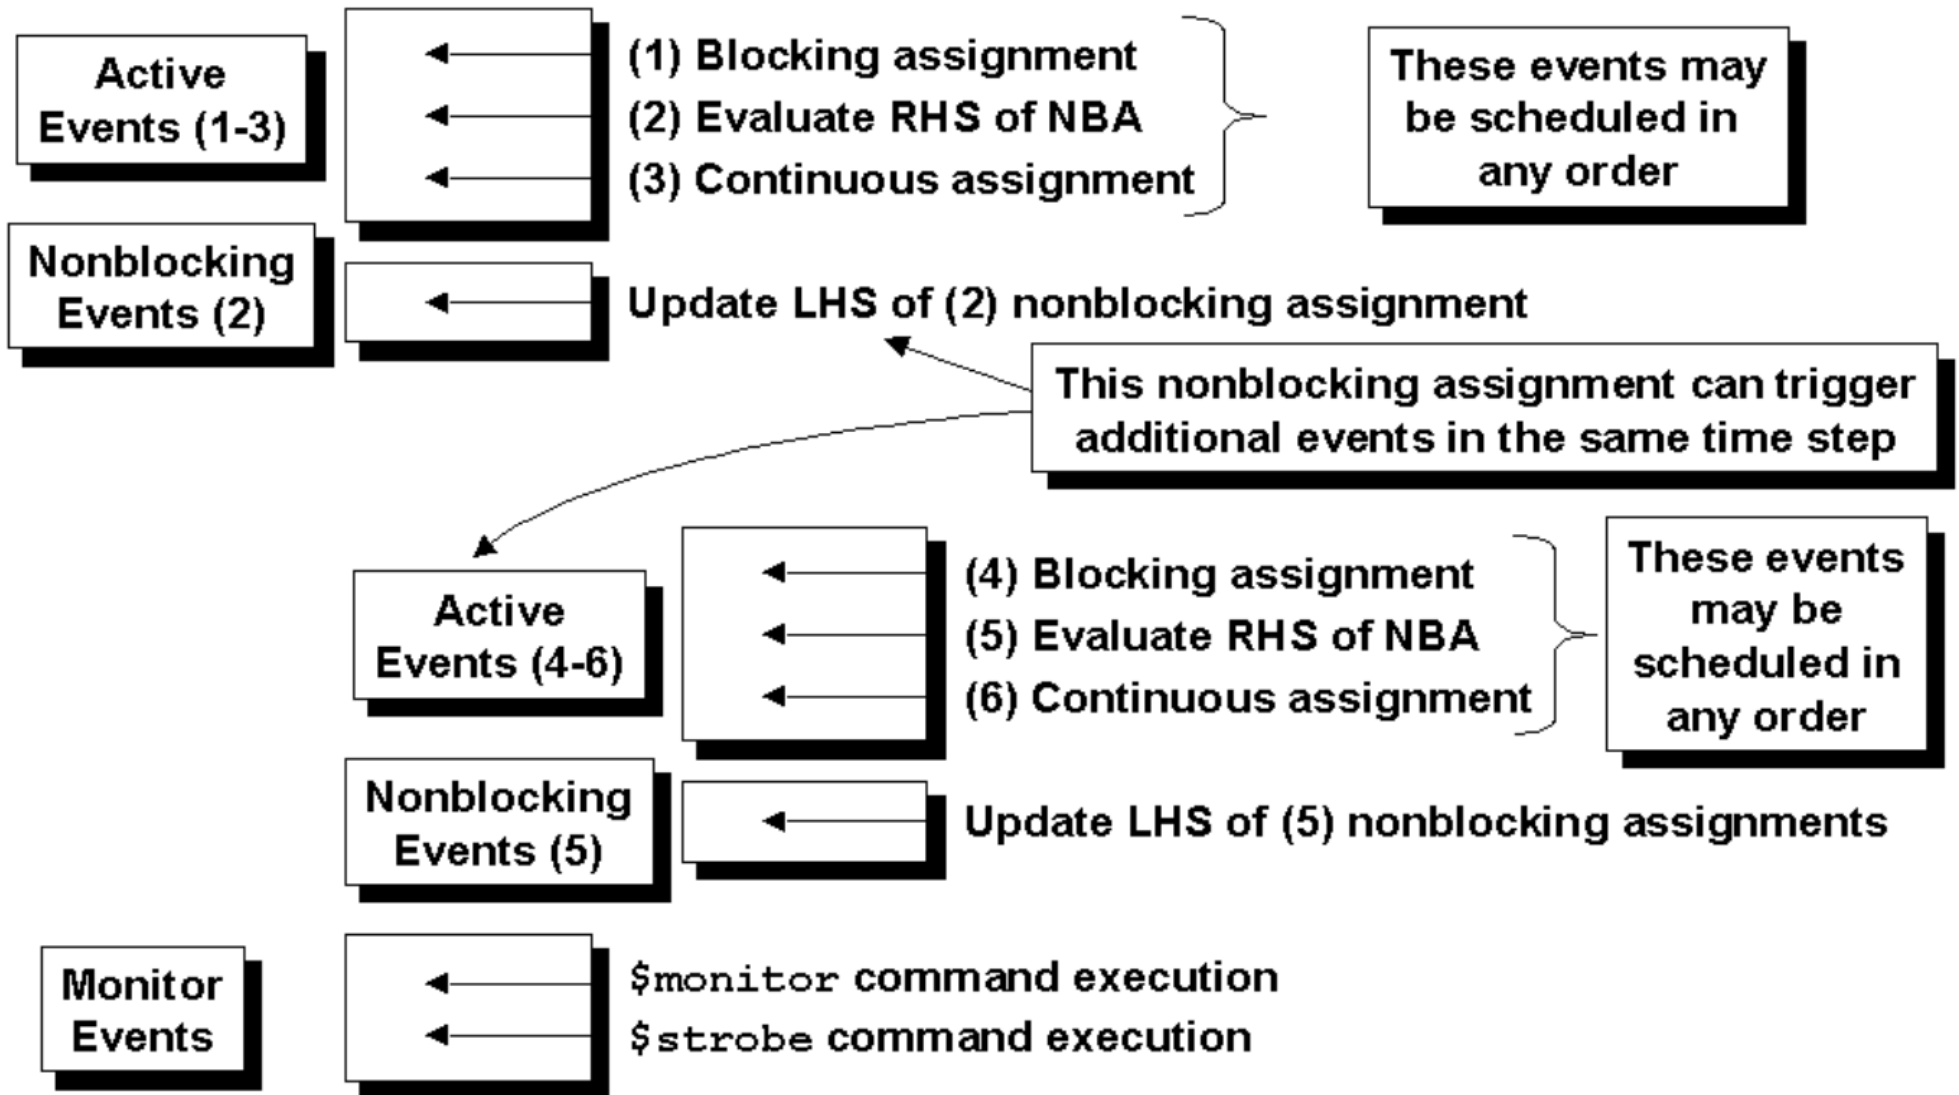 Active
Events (1-3)
(1) Blocking assignment
(2) Evaluate RHS of NBA
(3) Continuous assignment
These events may
be scheduled in
any order
Nonblocking
Events (2)
Update LHS of (2) nonblocking assignment
This nonblocking assignment can trigger
additional events in the same time step
Active
Events (4-6)
(4) Blocking assignment
(5) Evaluate RHS of NBA
(6) Continuous assignment
These events
may be
scheduled in
any order
Nonblocking
Events (5)
Update LHS of (5) nonblocking assignments
Monitor
Events
$monitor command execution
$strobe command execution